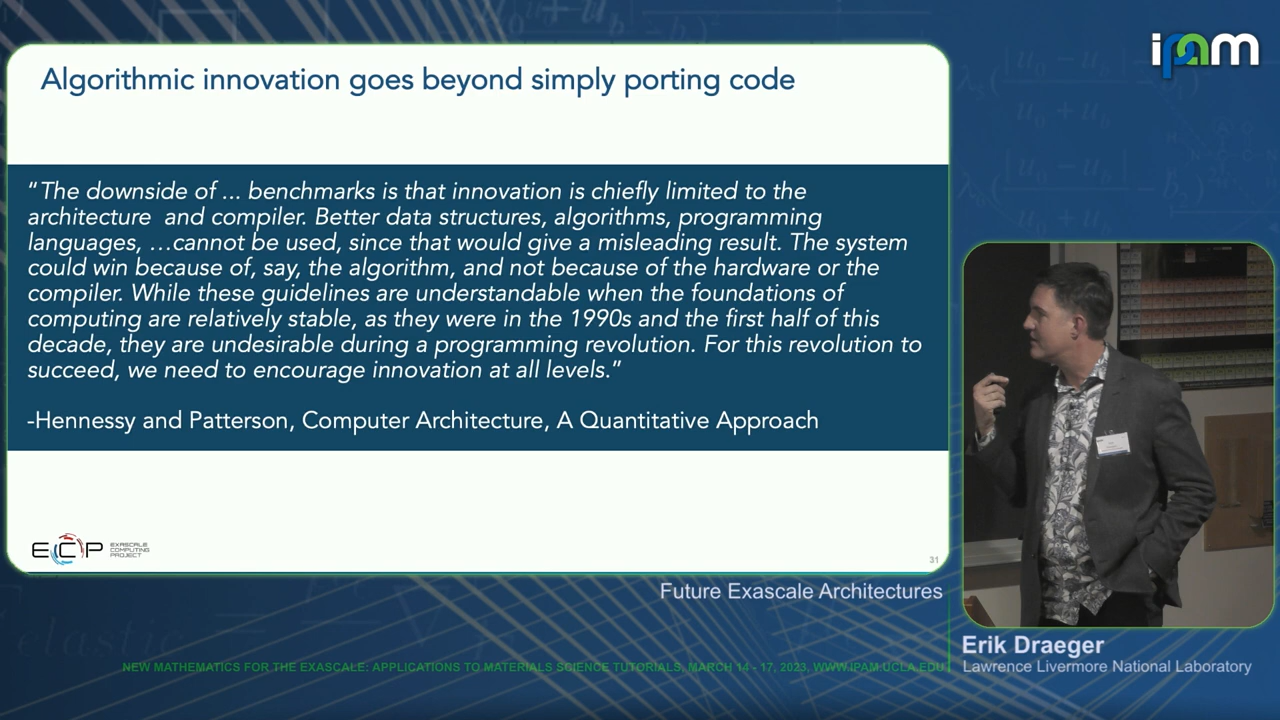 ipam
Algorithmic innovation goes beyond simply porting code
“The downside of ... benchmarks is that innovation is chiefly limited to the
architecture and compiler. Better data structures, algorithms, programming
languages, …cannot be used, since that would give a misleading result. The system
could win because of, say, the algorithm, and not because of the hardware or the
compiler. While these guidelines are understandable when the foundations of
computing are relatively stable, as they were in the 1990s and the first half of this
decade, they are undesirable during a programming revolution. For this revolution to
succeed, we need to encourage innovation at all levels.”
-Hennessy and Patterson, Computer Architecture, A Quantitative Approach
ECP
EXASCALE
COMPUTING
PROJECT
31
Future Exascale Architectures
Erik Draeger
Lawrence Livermore National Laboratory
NEW MATHEMATICS FOR THE EXASCALE: APPLICATIONS TO MATERIALS SCIENCE TUTORIALS, MARCH 14 - 17, 2023, WWW.IPAM.UCLA.EDU
elastic